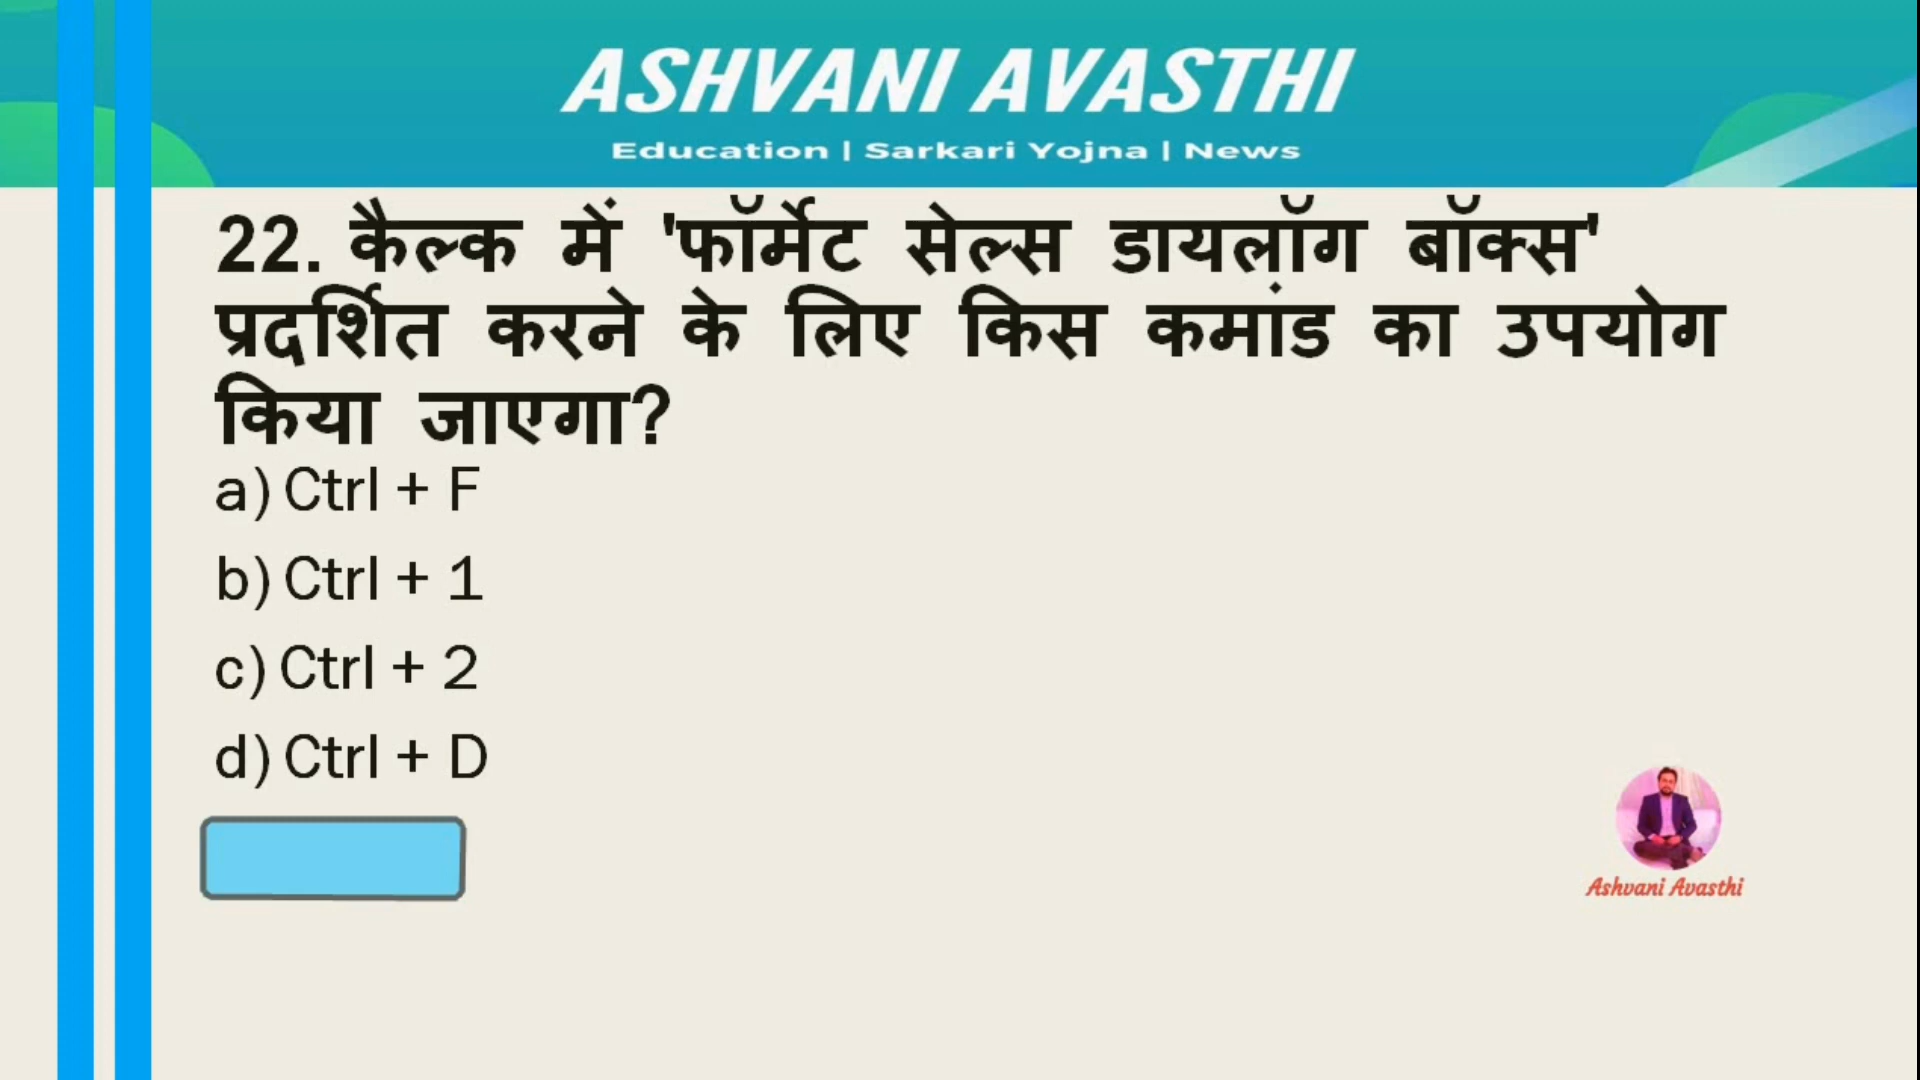 ASHVANI AVASTHI
Education | Sarkari Yojna | News
22. कैल्क में 'फॉर्मेट सेल्स डायलॉग बॉक्स'
प्रदर्शित करने के लिए किस कमांड का उपयोग
किया जाएगा?
a) Ctrl + F
b) Ctrl + 1
c) Ctrl + 2
d) Ctrl + D
Ashvani Avasthi